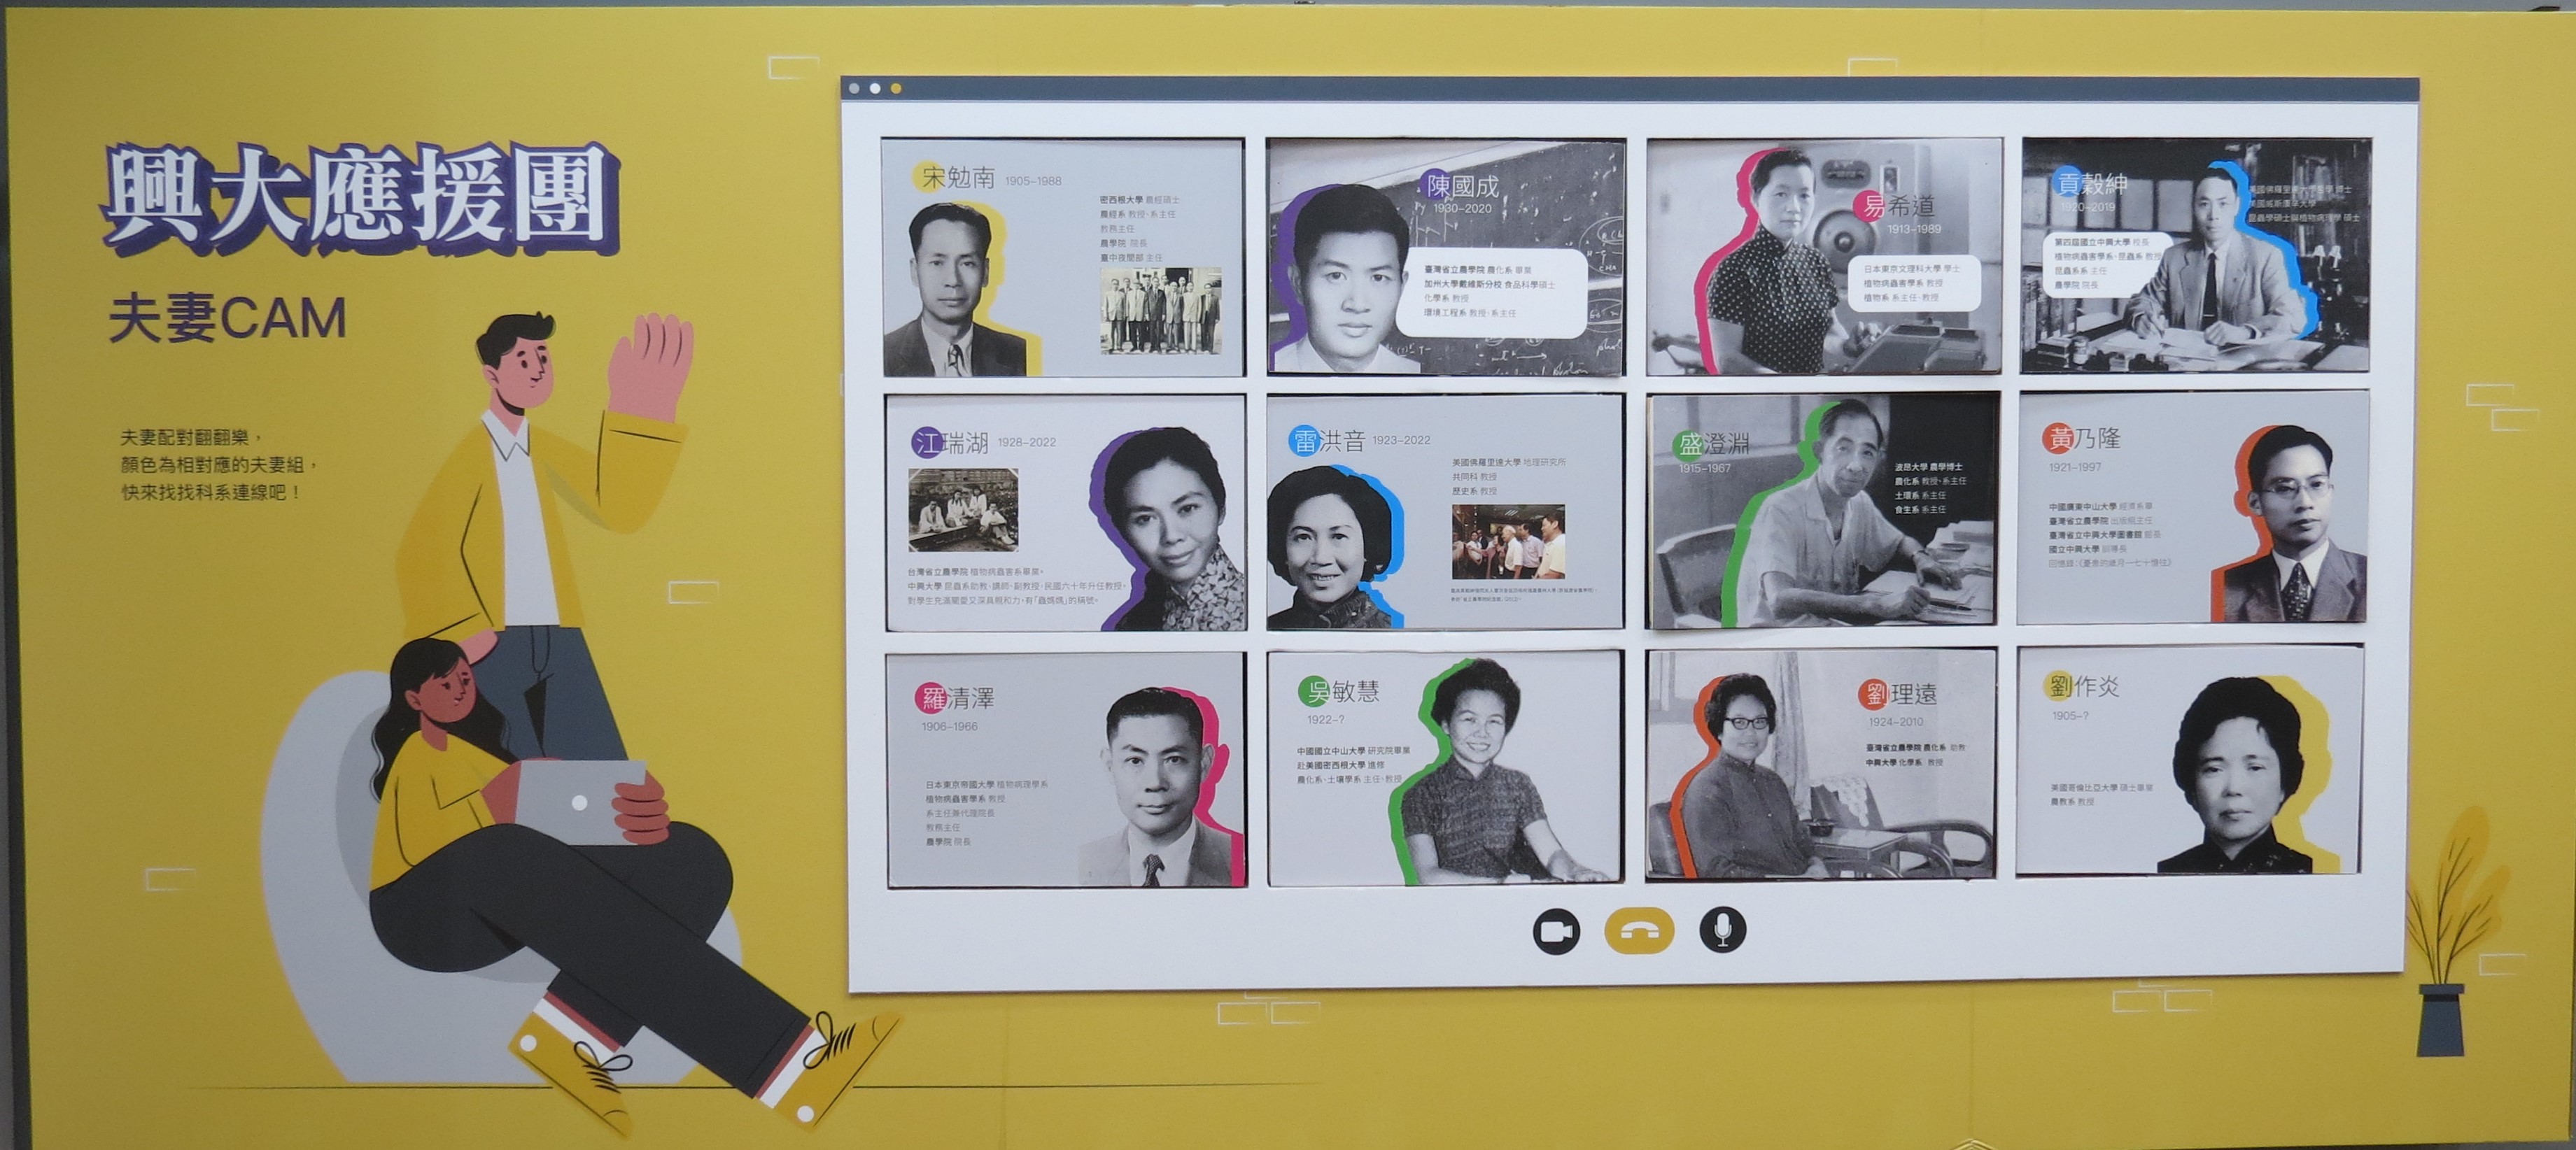 興大應援團
夫妻CAM
夫妻配對翻翻樂，
顏色為相對應的夫妻組，
快來找找科系連線吧！
宋勉南 1905-1988
密西根大學 農經碩士
農經系 教授、系主任
教務主任
農學院 院長
臺中夜間部 主任
陳國成
1930-2020
臺灣省立農學院 農化系 畢業
加州大學戴維斯分校 食品科學碩士
化學系 教授
環境工程系 教授、系主任
易希道
1913-1989
日本東京文理科大學 學士
植物病蟲害學系 教授
植物系 系主任、教授
貢穀紳
1920-2019
美國佛羅里達大學哲學 博士
美國威斯康辛大學
昆蟲學碩士與植物病理學 碩士
第四屆國立中興大學 校長
植物病蟲害學系、昆蟲系 教授
昆蟲系系 主任
農學院 院長
江瑞湖 1928-2022
台灣省立農學院 植物病蟲害系畢業。
中興大學 昆蟲系助教、講師、副教授，民國六十年升任教授。
對學生充滿關愛又深具親和力，有「蟲媽媽」的稱號。
雷洪音 1923-2022
美國佛羅里達大學 地理研究所
共同科 教授
歷史系 教授
盛澄淵
1915-1967
波昂大學 農學博士
農化系 教授、系主任
土環系 系主任
食生系 系主任
黃乃隆
1921-1997
中國廣東中山大學 經濟系畢
臺灣省立農學院 出版組主任
臺灣省立中興大學圖書館 館長
國立中興大學 訓導長
羅清澤
1906-1966
日本東京帝國大學 植物病理學系
植物病蟲害學系 教授
系主任兼代理院長
教務主任
農學院 院長
吳敏慧
1922-?
中國國立中山大學 研究院畢業
赴美國密西根大學 進修
農化系、土壤學系 主任、教授
劉理遠
1924-2010
臺灣省立農學院 農化系 助教
中興大學 化學系 教授
劉作炎
1905-?
美國哥倫比亞大學 碩士畢業
農教系 教授